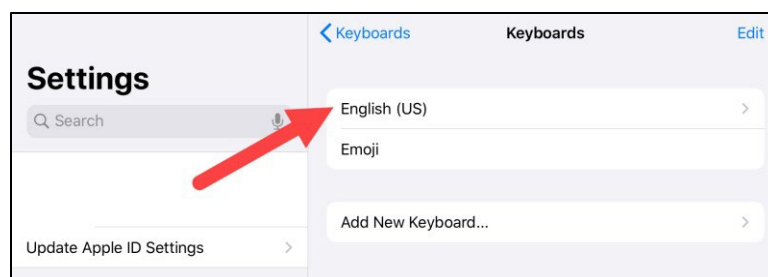 Keyboards
Keyboards
Edit
Settings
Search
English (US)
Emoji
Add New Keyboard...
Update Apple ID Settings